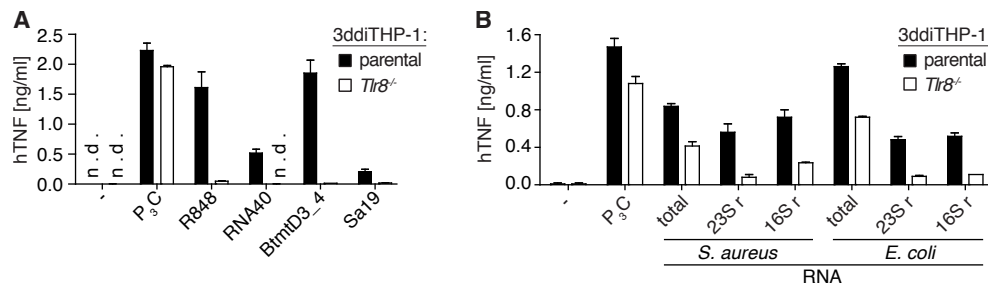 A
3ddiTHP-1:
parental
Tlr8-/-
hTNF [ng/ml]
2.5
2.0
1.5
1.0
0.5
0.0
n.d.
n.d.
n.d.
-
P3C
R848
RNA40
BtmtD3_4
Sa19
B
3ddiTHP-1
parental
Tlr8-/-
hTNF [ng/ml]
1.6
1.2
0.8
0.4
0.0
-
P3C
total
23S r
16S r
total
23S r
16S r
S. aureus
E. coli
RNA